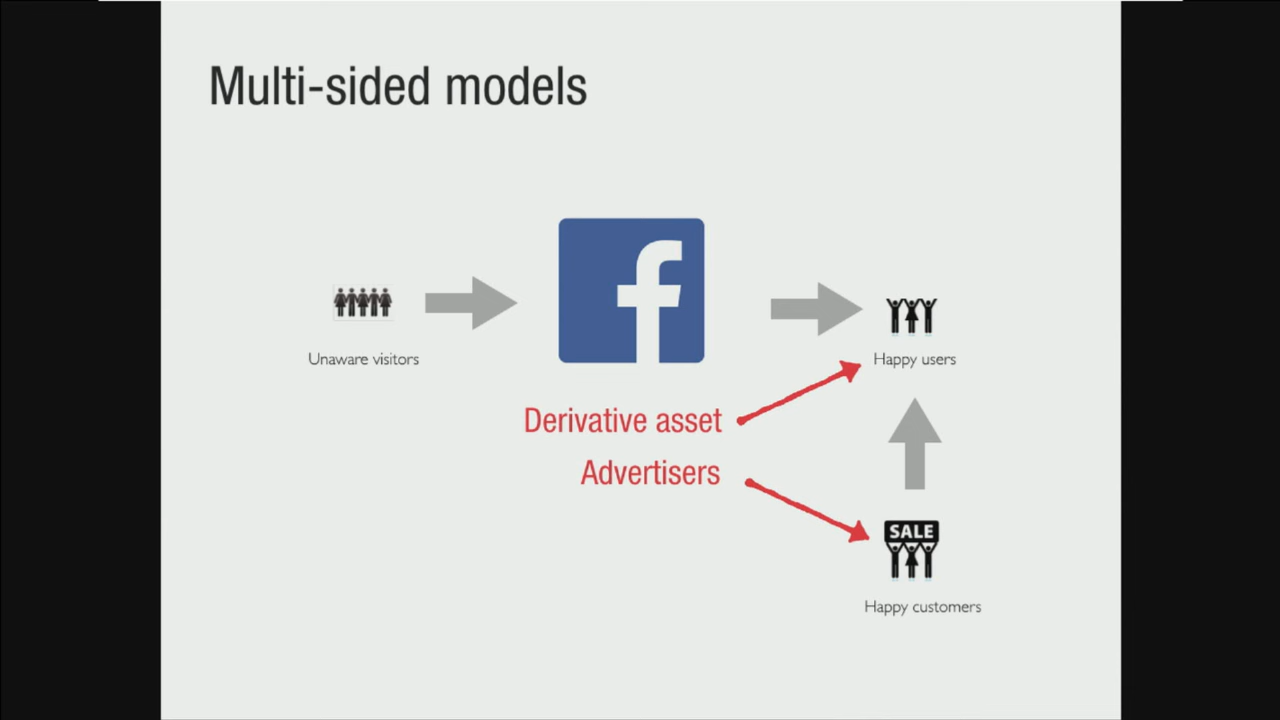 Multi-sided models
f
Unaware visitors
Happy users
Derivative asset
Advertisers
SALE
Happy customers